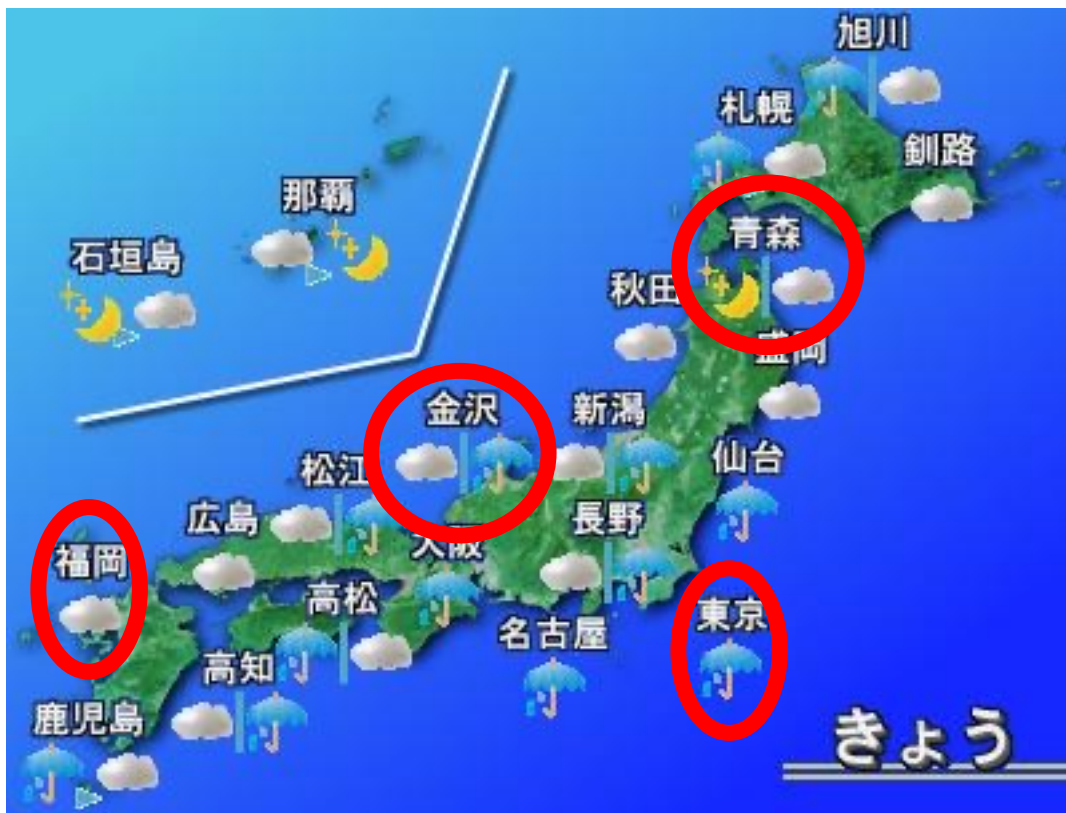 旭川
札幌
釧路
那覇
青森
石垣島
秋田
盛岡
金沢
新潟
仙台
松江
広島
長野
大阪
福岡
高松
東京
名古屋
高知
鹿児島
きょう